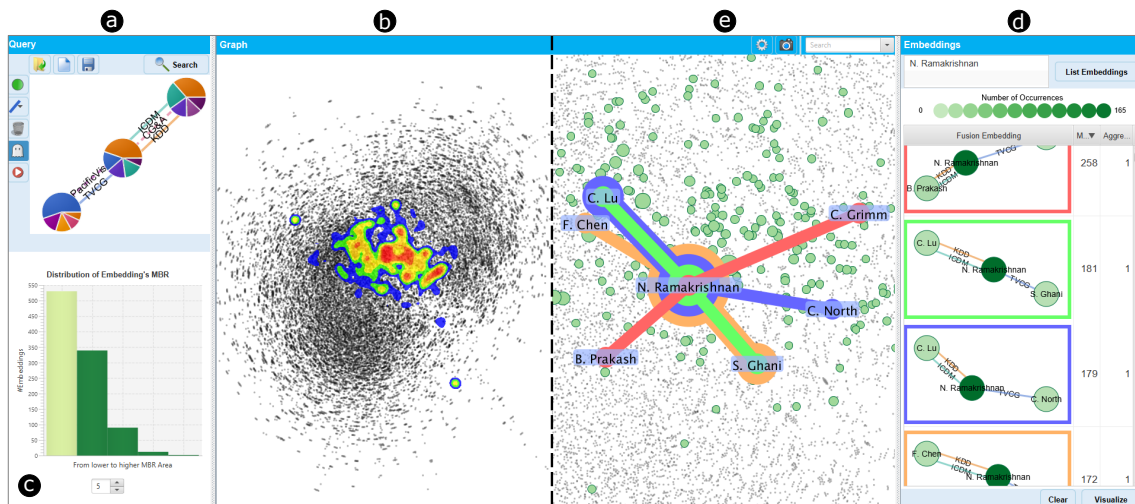 a
b
e
d
Query
Graph
Search
Embeddings
Search
N. Ramakrishnan
List Embeddings
Number of Occurrences
0
165
ICDM
CG&A
KDD
PacificVis
TVCG
Fusion Embedding
M...▼
Aggre...
N. Ramakrishnan
TVCG
KDD
ICDM
B. Prakash
258
1
C. Lu
KDD
ICDM
N. Ramakrishnan
TVCG
S. Ghani
181
1
C. Lu
KDD
ICDM
N. Ramakrishnan
TVCG
C. North
179
1
F. Chen
KDD
ICDM
N. Ramakrishnan
172
1
Clear
Visualize
C. Lu
F. Chen
C. Grimm
N. Ramakrishnan
C. North
B. Prakash
S. Ghani
Distribution of Embedding's MBR
550
500
450
400
350
300
250
200
150
100
50
0
#Embeddings
From lower to higher MBR Area
c
5